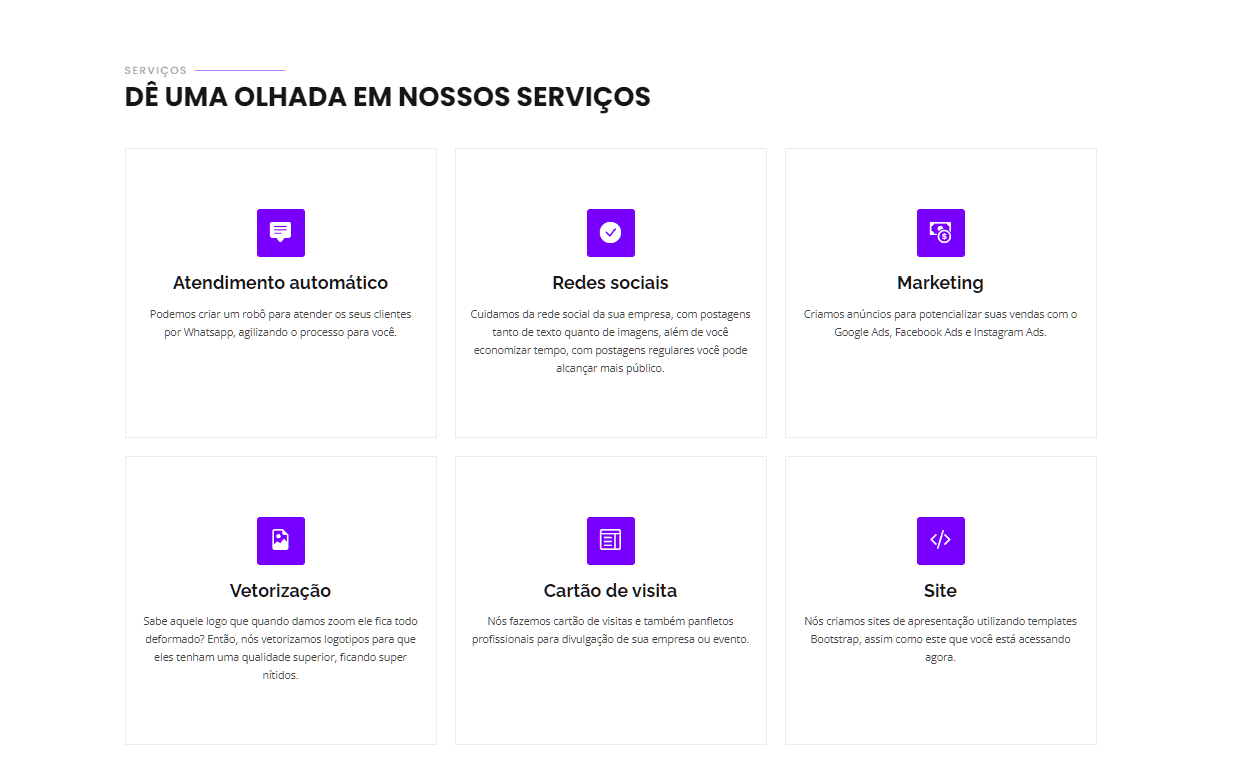 SERVIÇOS
DÊ UMA OLHADA EM NOSSOS SERVIÇOS
Atendimento automático
Podemos criar um robô para atender os seus clientes
por Whatsapp, agilizando o processo para você.
Redes sociais
Cuidamos da rede social da sua empresa, com postagens
tanto de texto quanto de imagens, além de você
economizar tempo, com postagens regulares você pode
alcançar mais público.
Marketing
Criamos anúncios para potencializar suas vendas com o
Google Ads, Facebook Ads e Instagram Ads.
Vetorização
Sabe aquele logo que quando damos zoom ele fica todo
deformado? Então, nós vetorizamos logotipos para que
eles tenham uma qualidade superior, ficando super
nítidos.
Cartão de visita
Nós fazemos cartão de visitas e também panfletos
profissionais para divulgação de sua empresa ou evento.
Site
Nós criamos sites de apresentação utilizando templates
Bootstrap, assim como este que você está acessando
agora.